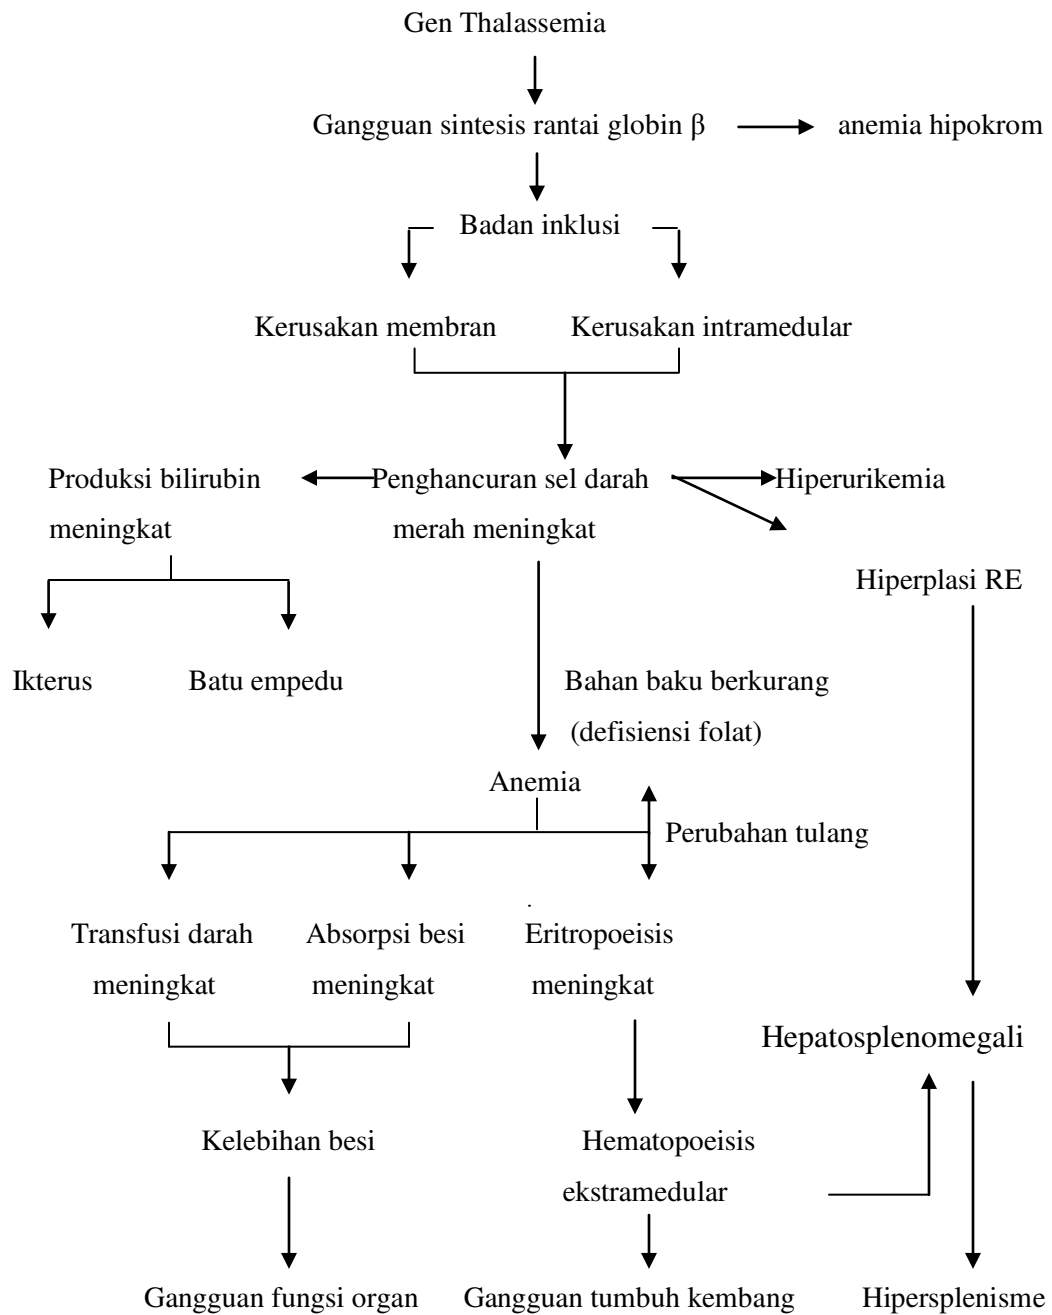 Gen Thalassemia
Gangguan sintesis rantai globin β
anemia hipokrom
Badan inklusi
Kerusakan membran
Kerusakan intramedular
Produksi bilirubin
meningkat
Penghancuran sel darah
merah meningkat
Hiperurikemia
Hiperplasi RE
Ikterus
Batu empedu
Bahan baku berkurang
(defisiensi folat)
Anemia
Perubahan tulang
Transfusi darah
meningkat
Absorpsi besi
meningkat
Eritropoeisis
meningkat
Hepatosplenomegali
Kelebihan besi
Hematopoeisis
ekstramedular
Gangguan fungsi organ
Gangguan tumbuh kembang
Hipersplenisme